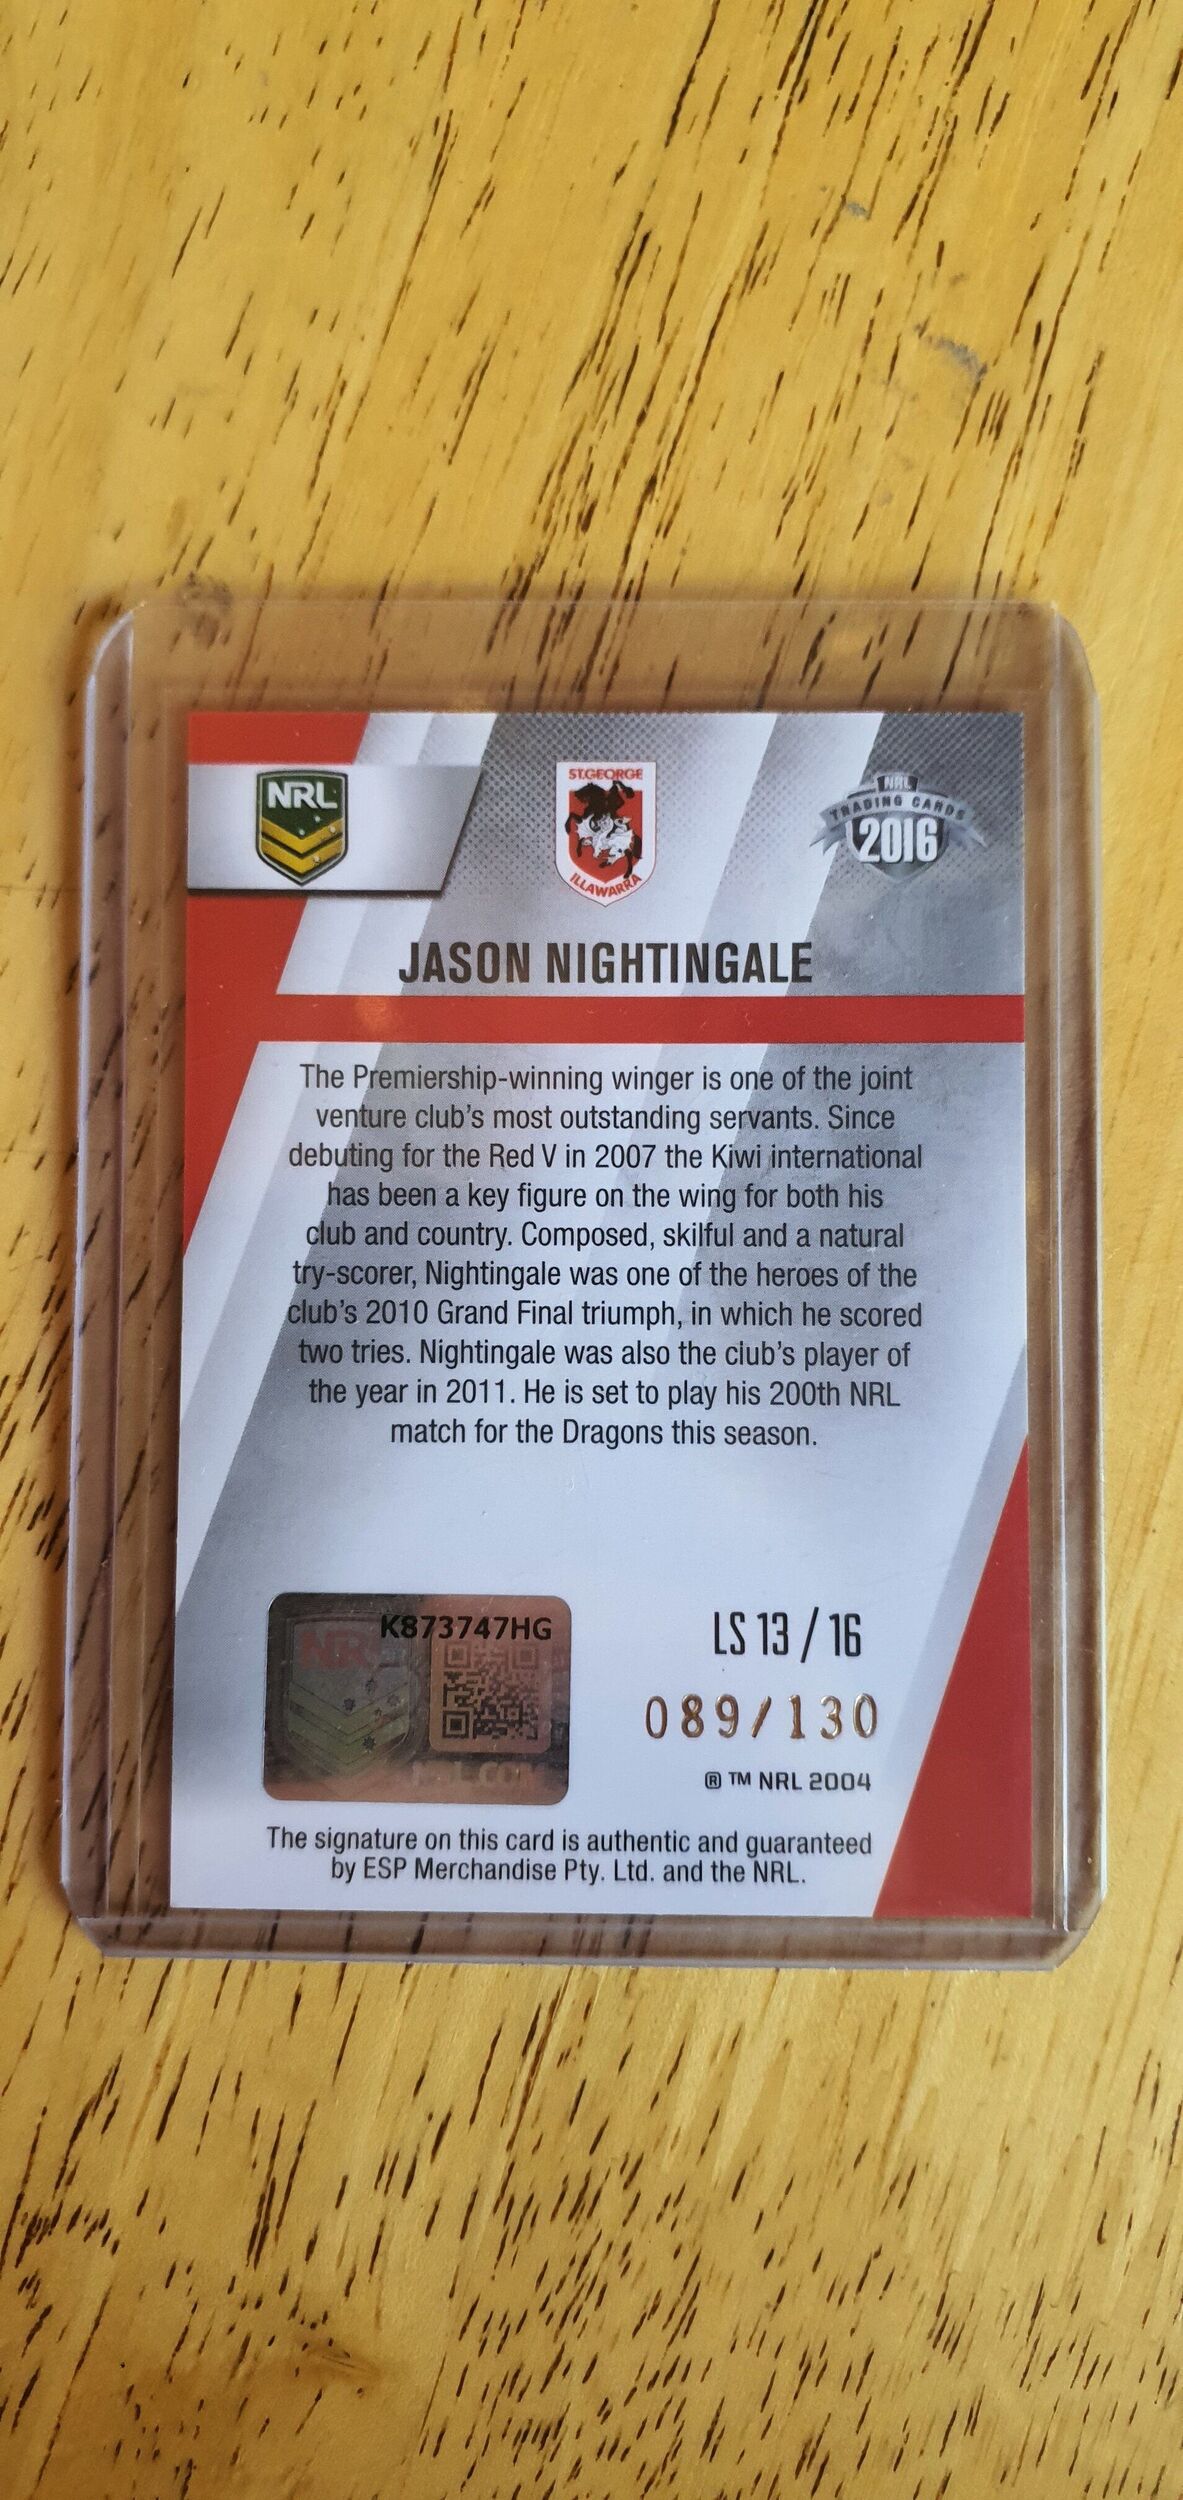 NRL
ST.GEORGE
ILLAWARRA
NRL
TRADING CARDS
2016
JASON NIGHTINGALE
The Premiership-winning winger is one of the joint
venture club's most outstanding servants. Since
debuting for the Red V in 2007 the Kiwi international
has been a key figure on the wing for both his
club and country. Composed, skilful and a natural
try-scorer, Nightingale was one of the heroes of the
club's 2010 Grand Final triumph, in which he scored
two tries. Nightingale was also the club's player of
the year in 2011. He is set to play his 200th NRL
match for the Dragons this season.
K873747HG
NRL
NRL.COM
LS 13 / 16
089/130
® ™ NRL 2004
The signature on this card is authentic and guaranteed
by ESP Merchandise Pty. Ltd. and the NRL.